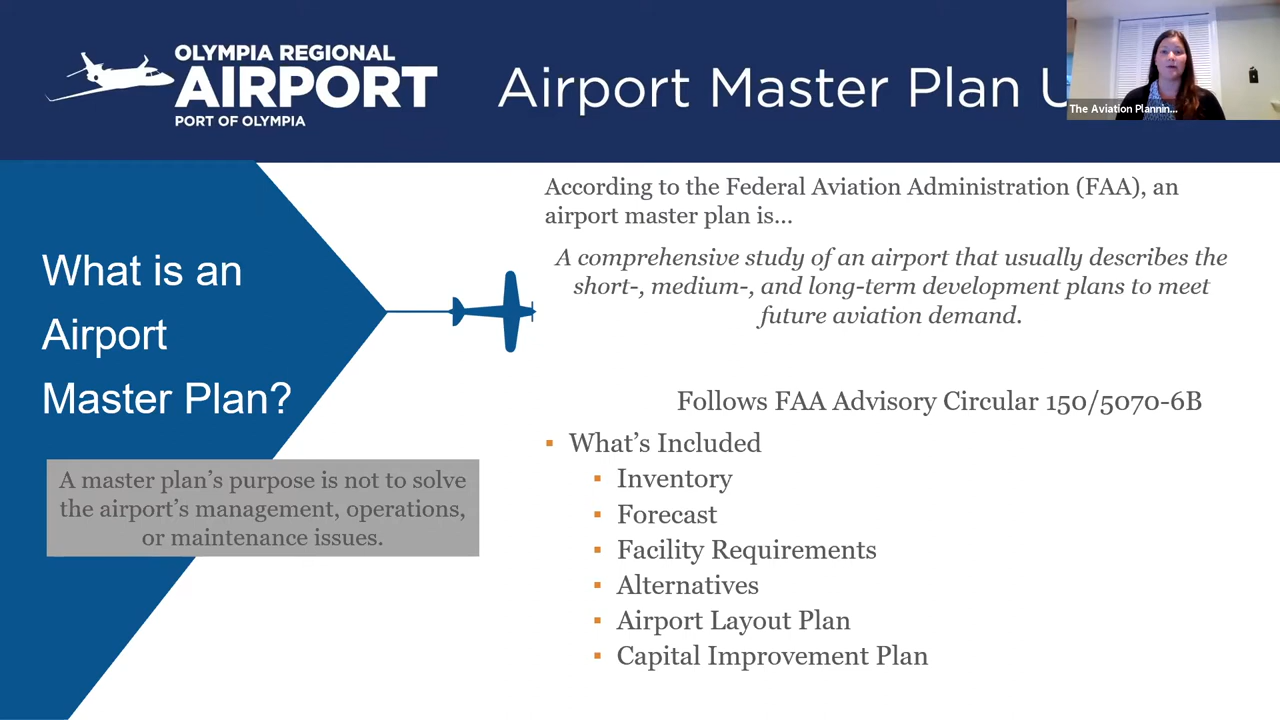 OLYMPIA REGIONAL
AIRPORT
PORT OF OLYMPIA
Airport Master Plan U
The Aviation Plannin...
What is an
Airport
Master Plan?
A master plan’s purpose is not to solve
the airport’s management, operations,
or maintenance issues.
According to the Federal Aviation Administration (FAA), an
airport master plan is...
A comprehensive study of an airport that usually describes the
short-, medium-, and long-term development plans to meet
future aviation demand.
Follows FAA Advisory Circular 150/5070-6B
▪ What’s Included
▪ Inventory
▪ Forecast
▪ Facility Requirements
▪ Alternatives
▪ Airport Layout Plan
▪ Capital Improvement Plan